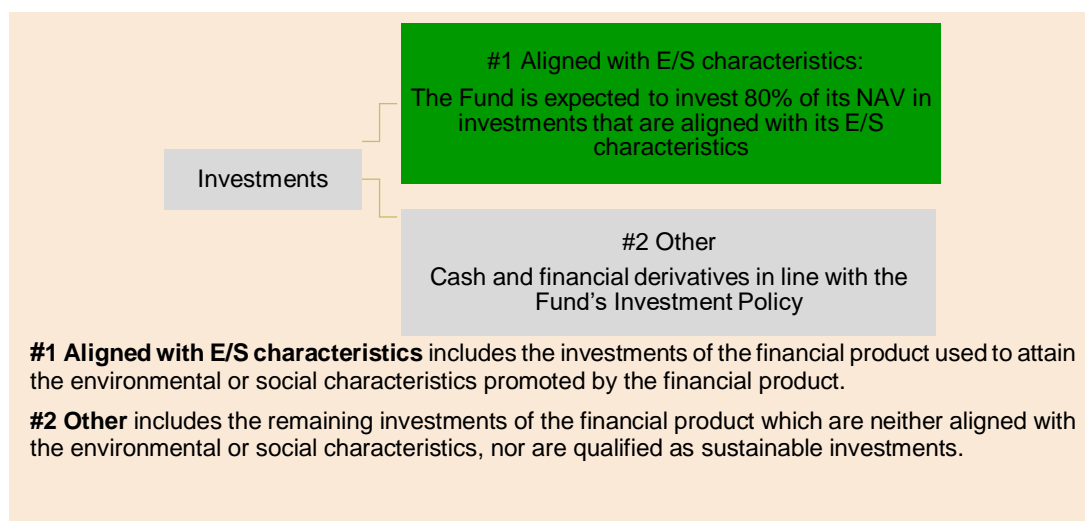 #1 Aligned with E/S characteristics:
The Fund is expected to invest 80% of its NAV in
investments that are aligned with its E/S
characteristics
Investments
#2 Other
Cash and financial derivatives in line with the
Fund's Investment Policy
#1 Aligned with E/S characteristics includes the investments of the financial product used to attain
the environmental or social characteristics promoted by the financial product.
#2 Other includes the remaining investments of the financial product which are neither aligned with
the environmental or social characteristics, nor are qualified as sustainable investments.